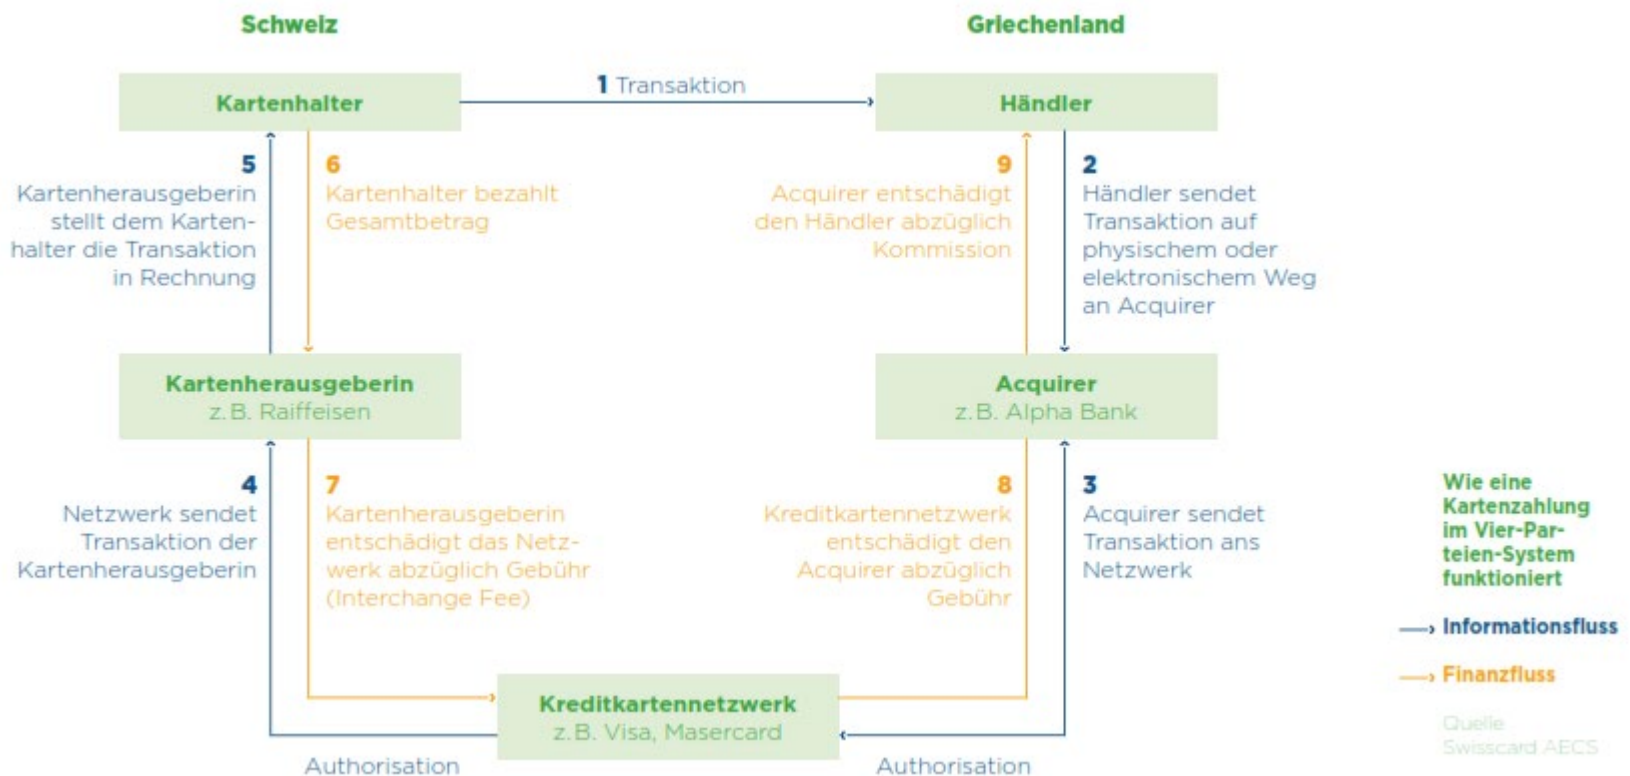 Schweiz
Griechenland
Kartenhalter
1 Transaktion
Händler
5
Kartenherausgeberin
stellt dem Karten-
halter die Transaktion
in Rechnung
6
Kartenhalter bezahlt
Gesamtbetrag
9
Acquirer entschädigt
den Händler abzüglich
Kommission
2
Händler sendet
Transaktion auf
physischem oder
elektronischem Weg
an Acquirer
Kartenherausgeberin
z. B. Raiffeisen
Acquirer
z. B. Alpha Bank
4
Netzwerk sendet
Transaktion der
Kartenherausgeberin
7
Kartenherausgeberin
entschädigt das Netz-
werk abzüglich Gebühr
(Interchange Fee)
8
Kreditkartennetzwerk
entschädigt den
Acquirer abzüglich
Gebühr
3
Acquirer sendet
Transaktion ans
Netzwerk
Kreditkartennetzwerk
z. B. Visa, Masercard
Authorisation
Authorisation
Wie eine
Kartenzahlung
im Vier-Par-
teien-System
funktioniert
Informationsfluss
Finanzfluss
Quelle
Swisscard AECS